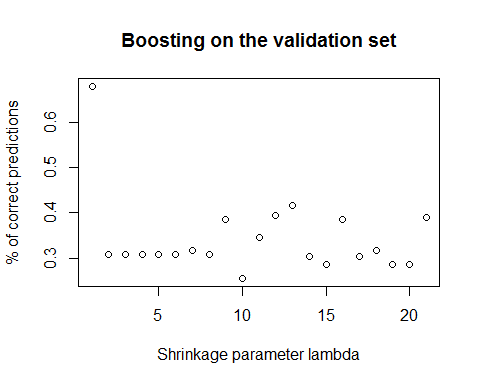 Boosting on the validation set
% of correct predictions
0.6
0.5
0.4
0.3
5 10 15 20
Shrinkage parameter lambda